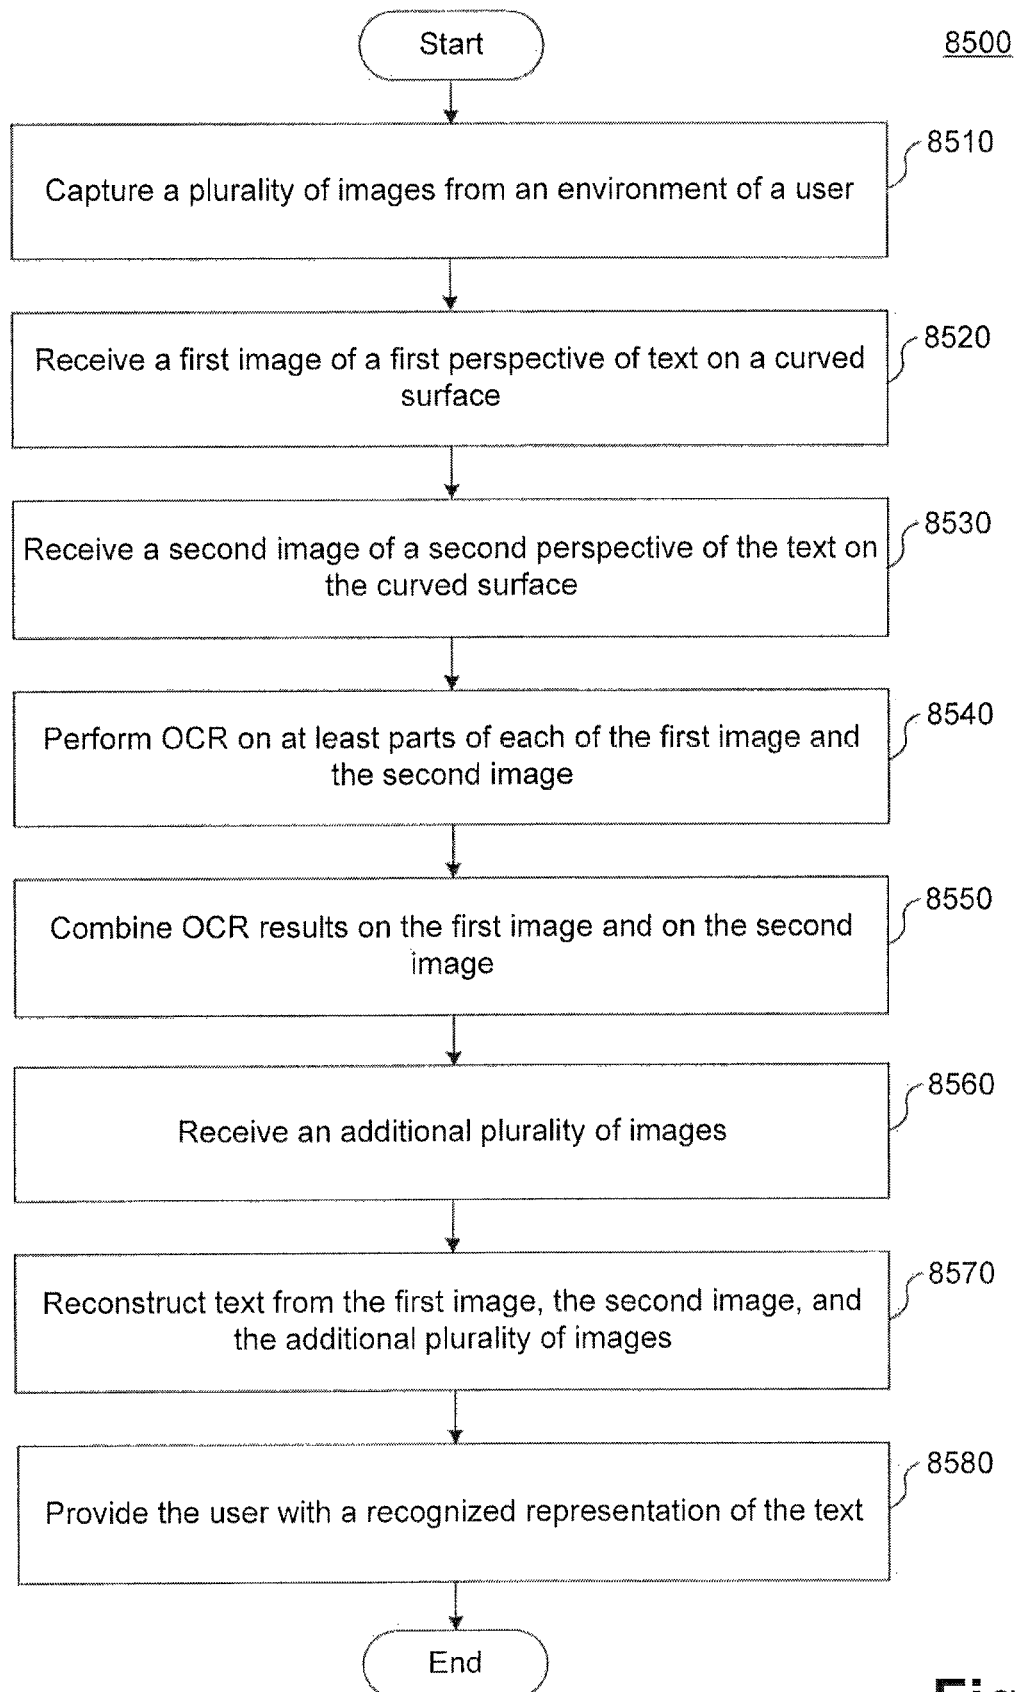 Start
8500
8510
Capture a plurality of images from an environment of a user
8520
Receive a first image of a first perspective of text on a curved
surface
8530
Receive a second image of a second perspective of the text on
the curved surface
8540
Perform OCR on at least parts of each of the first image and
the second image
8550
Combine OCR results on the first image and on the second
image
8560
Receive an additional plurality of images
8570
Reconstruct text from the first image, the second image, and
the additional plurality of images
8580
Provide the user with a recognized representation of the text
End